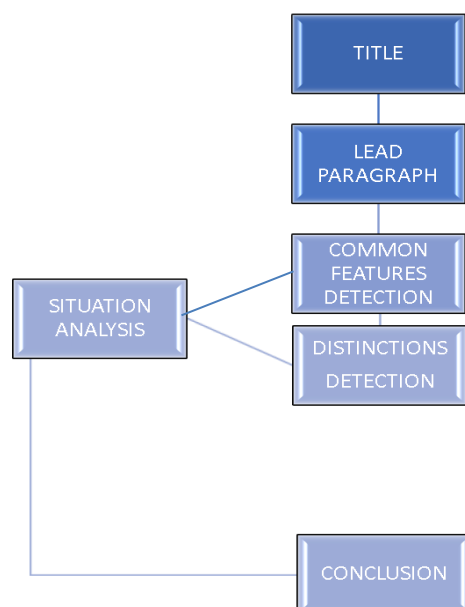 TITLE
LEAD
PARAGRAPH
COMMON
FEATURES
DETECTION
SITUATION
ANALYSIS
DISTINCTIONS
DETECTION
CONCLUSION